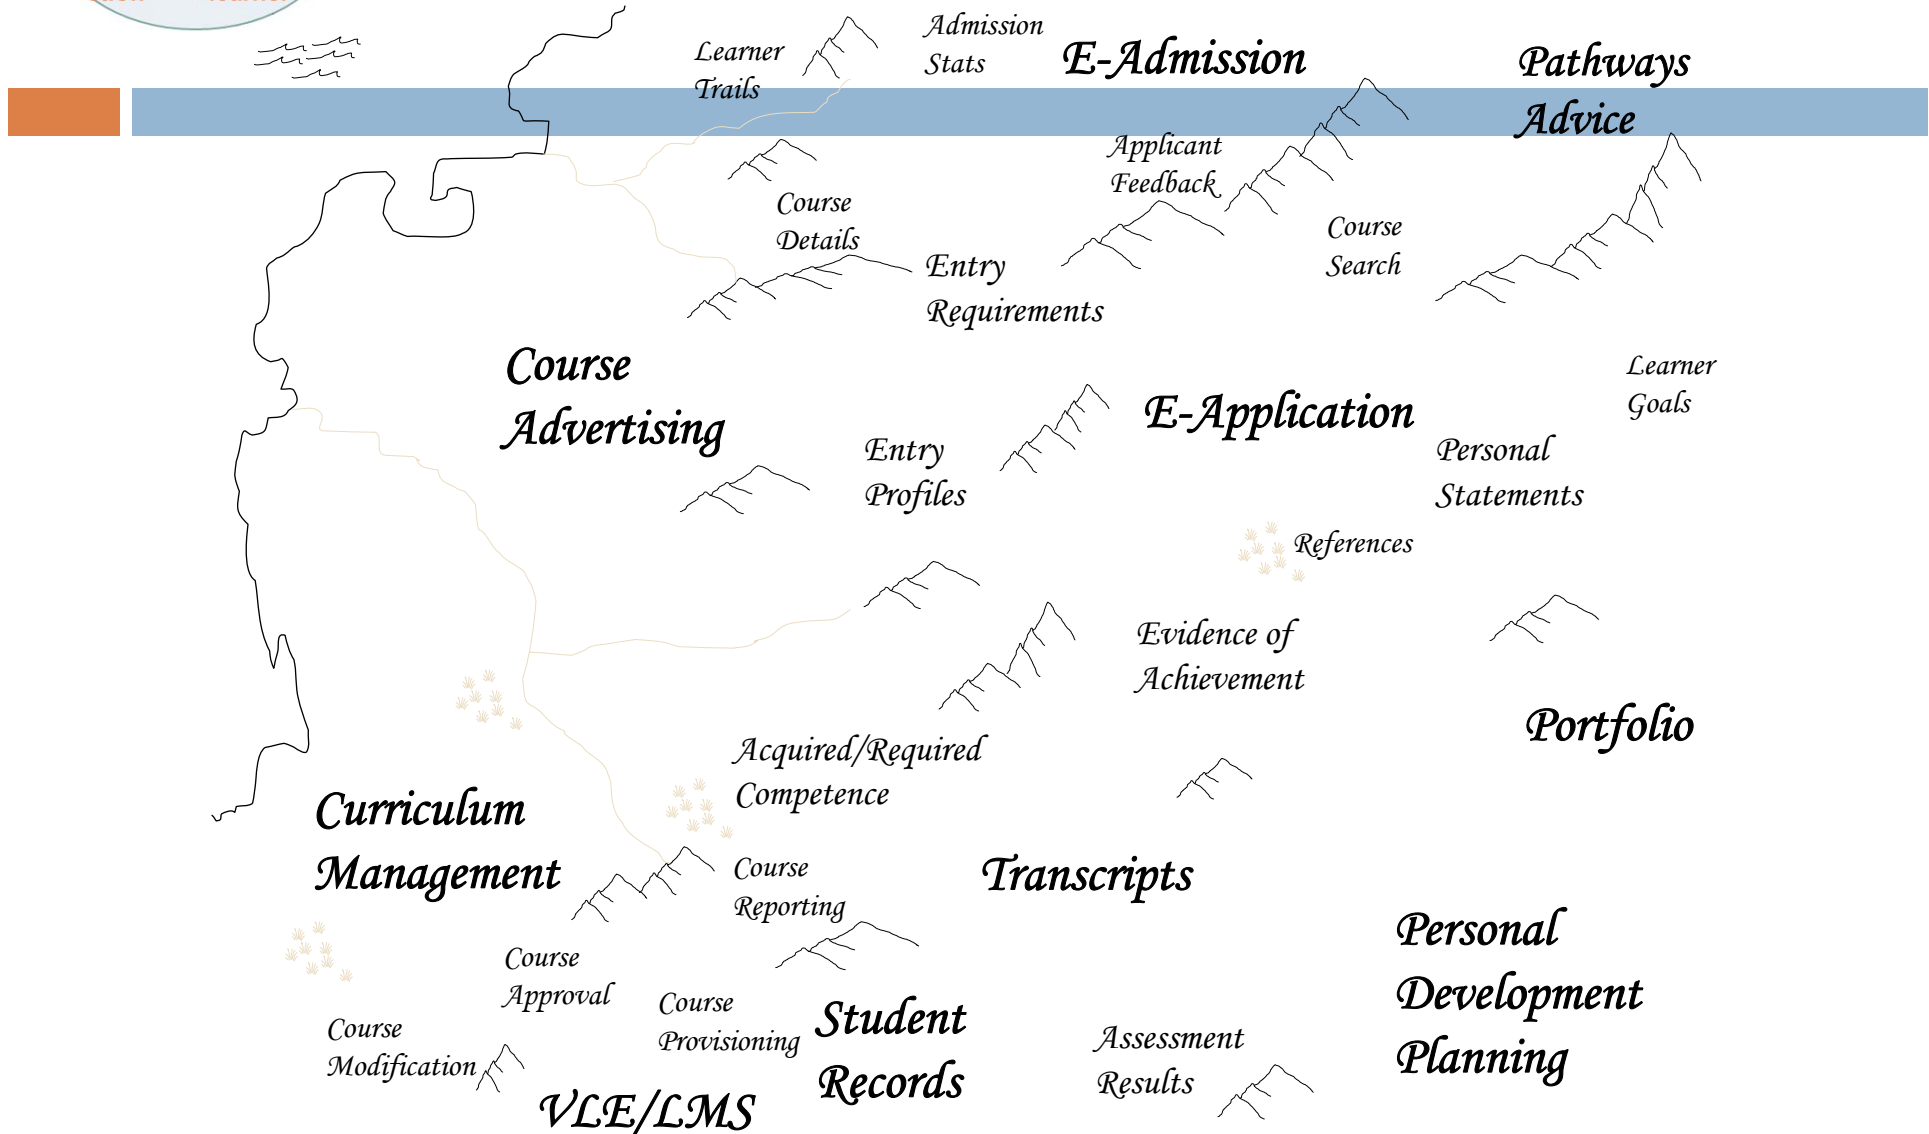 learner
Learner
Trails
Admission
Stats
E-Admission
Pathways
Advice
Applicant
Feedback
Course
Details
Course
Search
Entry
Requirements
Course
Advertising
Learner
Goals
E-Application
Entry
Profiles
Personal
Statements
References
Evidence of
Achievement
Portfolio
Acquired/Required
Competence
Curriculum
Management
Course
Reporting
Transcripts
Personal
Development
Planning
Course
Approval
Course
Provisioning
Student
Records
Course
Modification
Assessment
Results
VLE/LMS